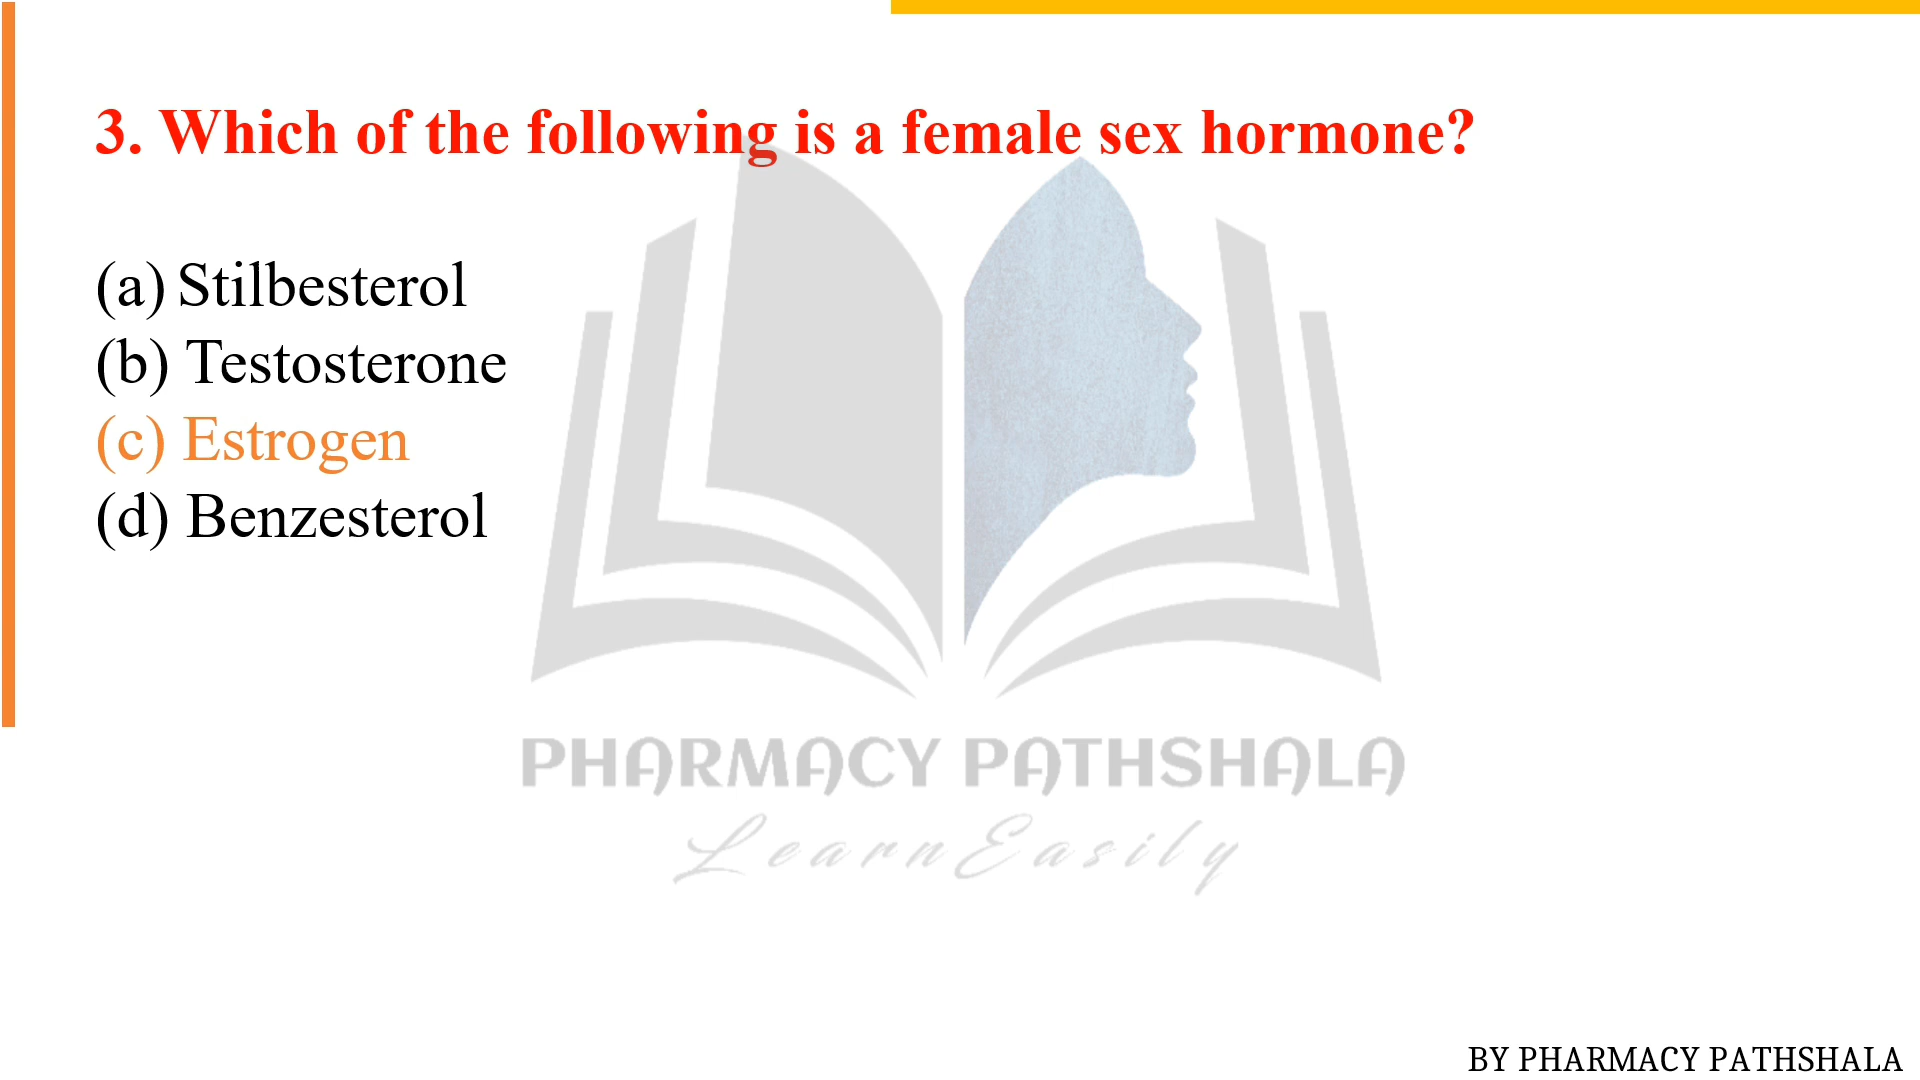 3. Which of the following is a female sex hormone?
(a) Stilbesterol
(b) Testosterone
(c) Estrogen
(d) Benzesterol
PHARMACY PATHSHALA
Learn Easily
BY PHARMACY PATHSHALA